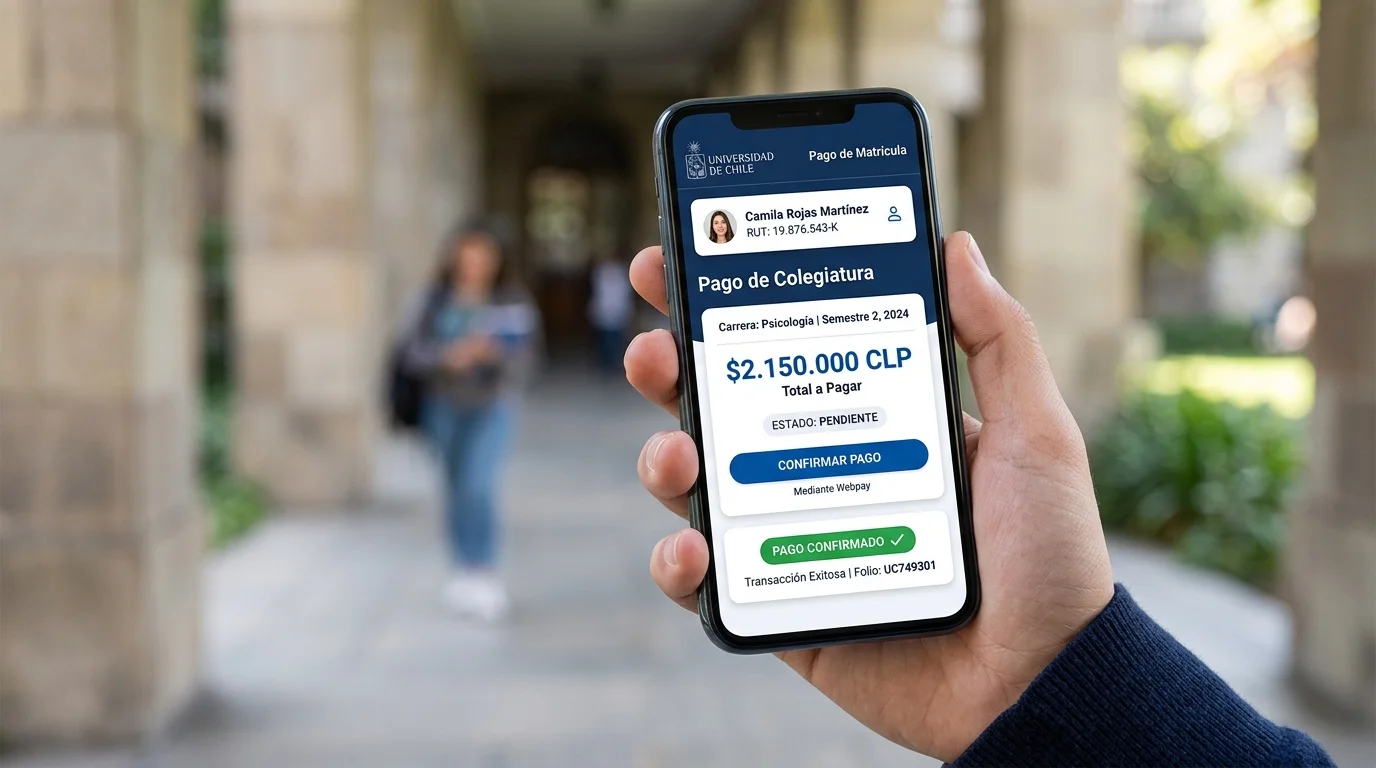 UNIVERSIDAD
DE CHILE
Pago de Matricula
Camila Rojas Martínez
RUT: 19.876.543-K
Pago de Colegiatura
Carrera: Psicología | Semestre 2, 2024
$2.150.000 CLP
Total a Pagar
ESTADO: PENDIENTE
CONFIRMAR PAGO
Mediante Webpay
PAGO CONFIRMADO ✓
Transacción Exitosa | Folio: UC749301